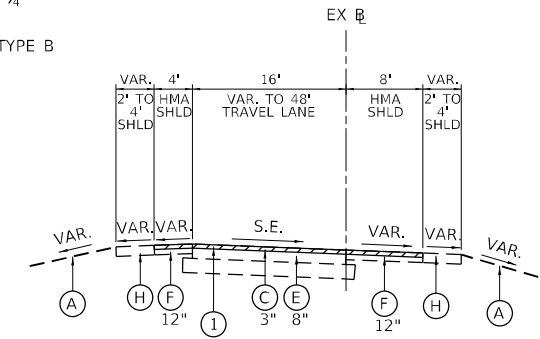 EX BL
TYPE B
VAR. 4' 16' 8' VAR.
2' TO 4' SHLD
HMA SHLD
VAR. TO 48' TRAVEL LANE
HMA SHLD
2' TO 4' SHLD
VAR. VAR. VAR. S.E. VAR. VAR. VAR.
A H F 1 C E F H A
12" 3" 8" 12"